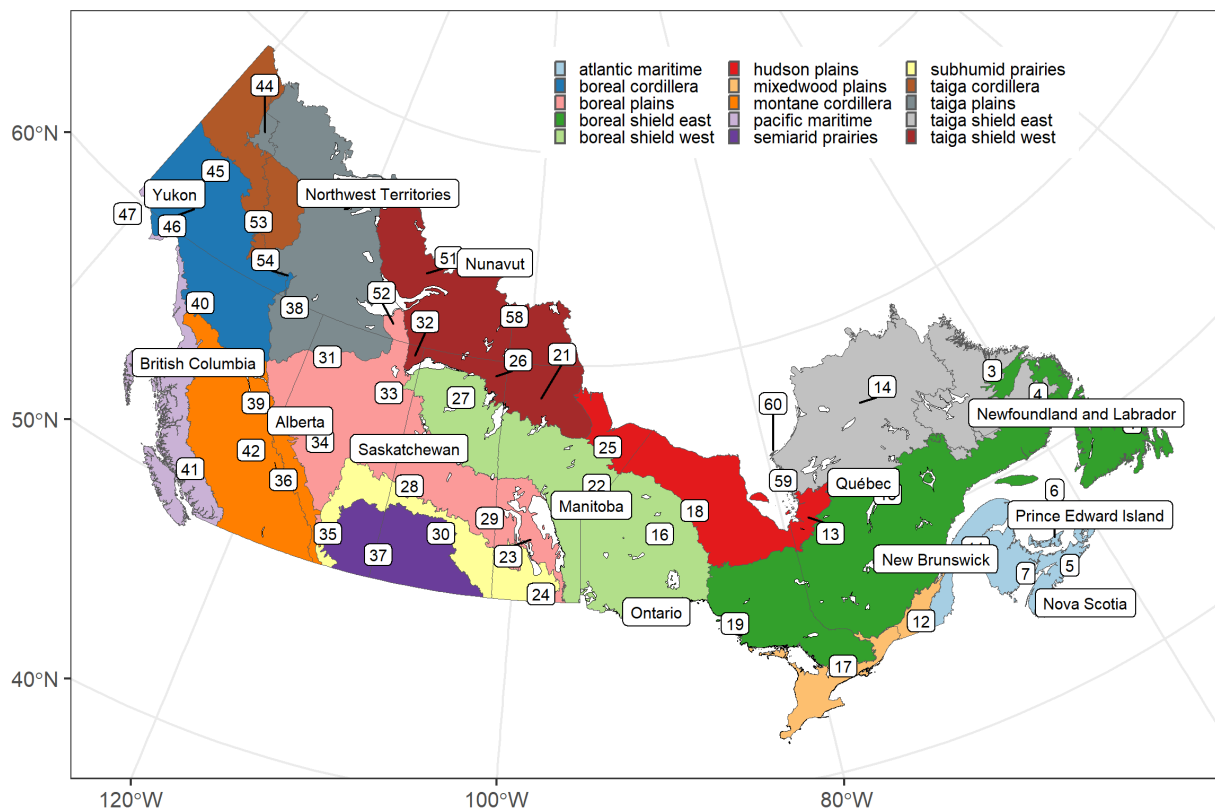 atlantic maritime
boreal cordillera
boreal plains
boreal shield east
boreal shield west
hudson plains
mixedwood plains
montane cordillera
pacific maritime
semiarid prairies
subhumid prairies
taiga cordillera
taiga plains
taiga shield east
taiga shield west
60°N
50°N
40°N
120°W
100°W
80°W
44
45
Yukon
Northwest Territories
47
46
53
51
Nunavut
54
52
40
38
58
32
31
26
21
British Columbia
3
14
4
33
27
39
60
Newfoundland and Labrador
Alberta
34
42
Saskatchewan
25
41
36
28
22
59
Québec
6
Manitoba
18
29
Prince Edward Island
35
37
30
23
16
13
New Brunswick
5
7
24
Ontario
Nova Scotia
19
12
17